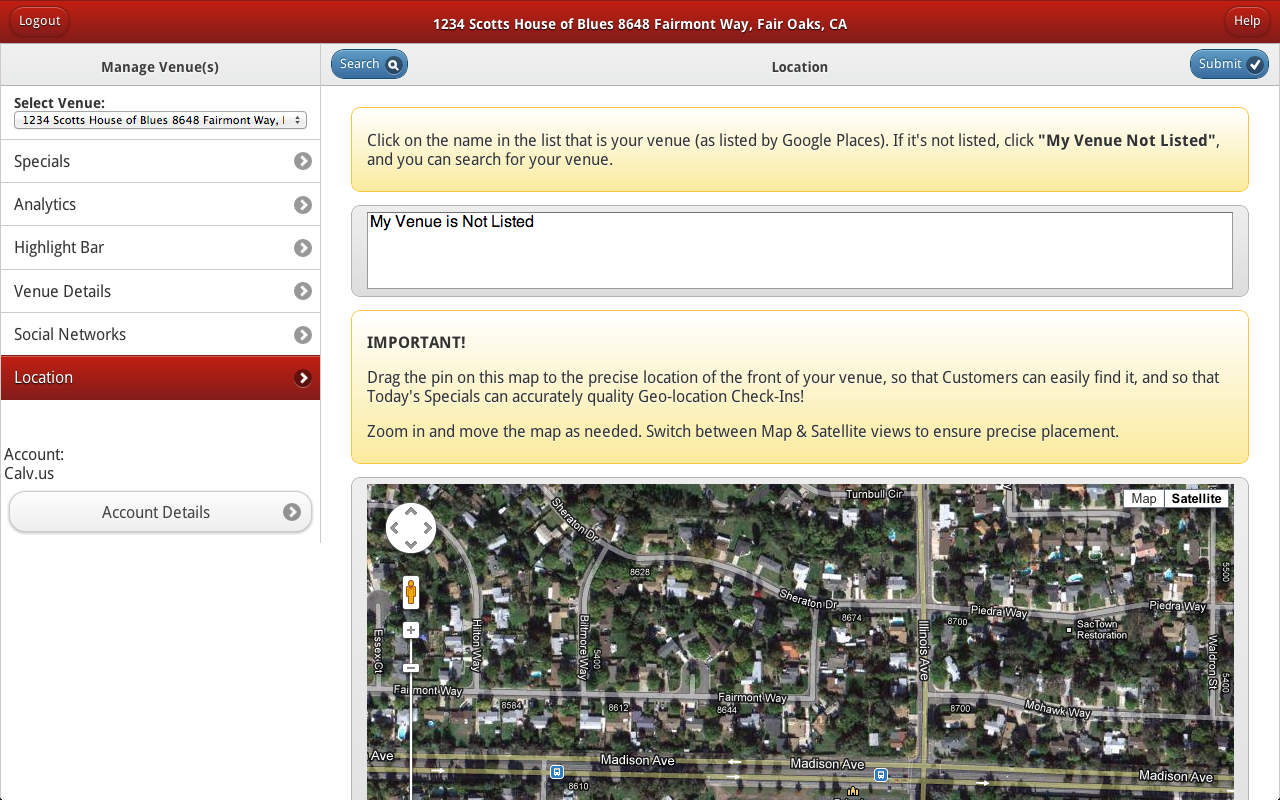 Logout
1234 Scotts House of Blues 8648 Fairmont Way, Fair Oaks, CA
Help
Manage Venue(s)
Search
Location
Submit
Select Venue:
1234 Scotts House of Blues 8648 Fairmont Way, I
Specials
Analytics
Highlight Bar
Venue Details
Social Networks
Location
Account:
Calv.us
Account Details
Click on the name in the list that is your venue (as listed by Google Places). If it's not listed, click "My Venue Not Listed",
and you can search for your venue.
My Venue is Not Listed
IMPORTANT!
Drag the pin on this map to the precise location of the front of your venue, so that Customers can easily find it, and so that
Today's Specials can accurately quality Geo-location Check-Ins!
Zoom in and move the map as needed. Switch between Map & Satellite views to ensure precise placement.
Turnbull Cir
Map
Satellite
Sheraton Dr
8628
5500
Sheraton Dr
8674
Piedra Way
Piedra Way
8700
SacTown
Restoration
Essex Ct
Hilton Way
Biltmore Way
5400
Illinois Ave
Waldron St
5400
Fairmont Way
8584
8612
Fairmont Way
8644
8700
Mohawk Way
Ave
Madison Ave
Madison Ave
Madison Ave
8610